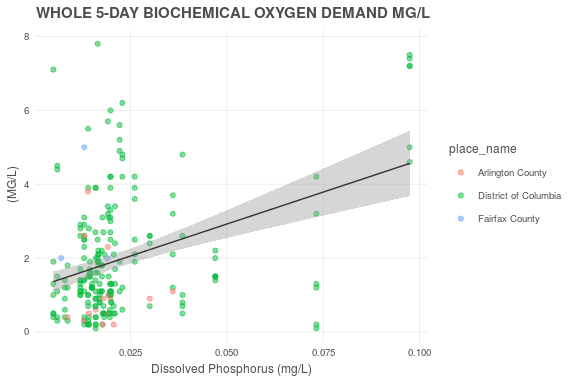 WHOLE 5-DAY BIOCHEMICAL OXYGEN DEMAND MG/L
8
6
4
2
0
(MG/L)
0.025 0.050 0.075 0.100
Dissolved Phosphorus (mg/L)
place_name
Arlington County
District of Columbia
Fairfax County